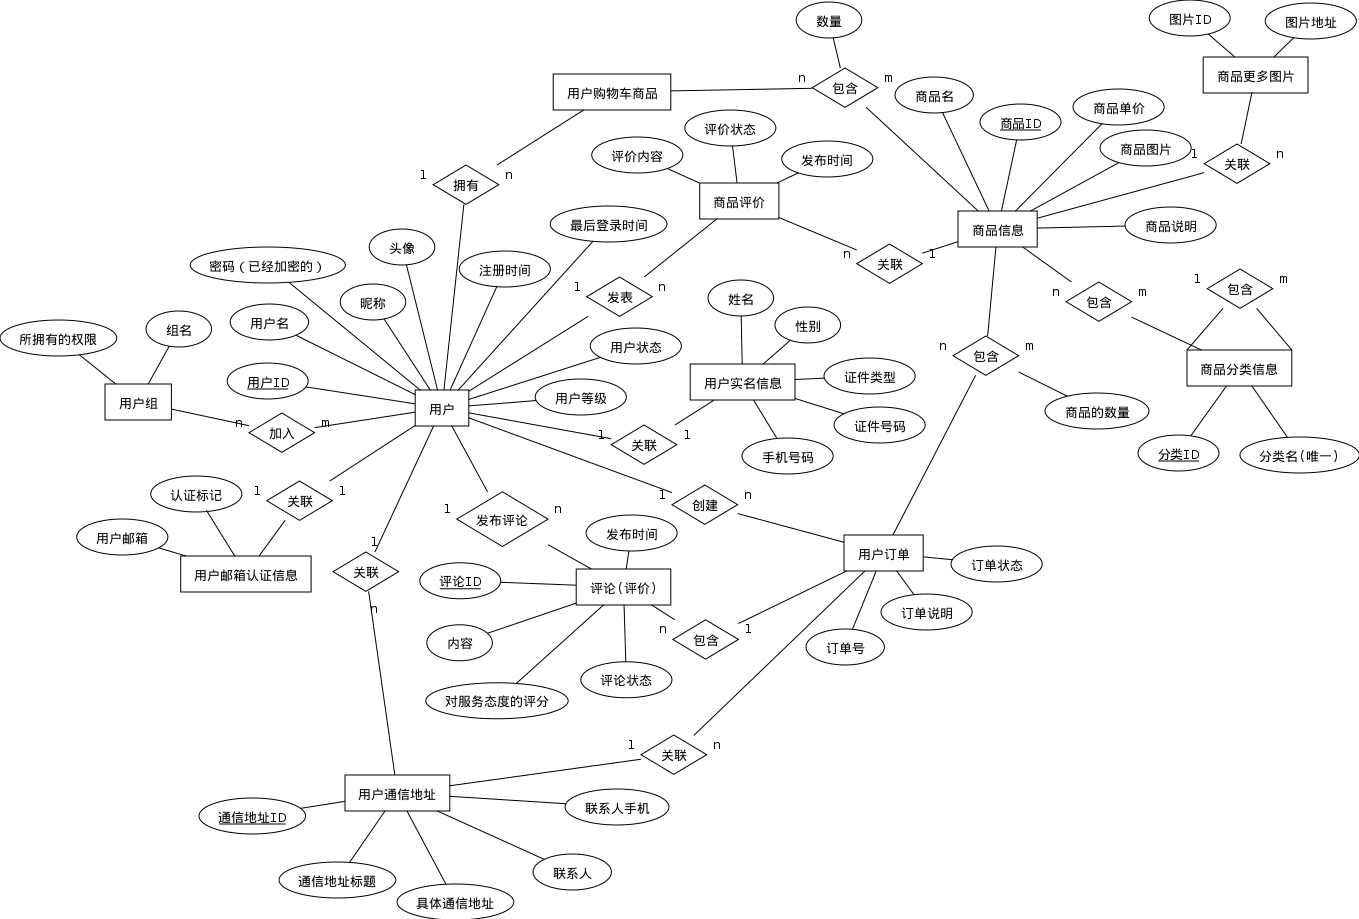 数量
图片ID
图片地址
商品更多图片
用户购物车商品
n
包含
m
商品名
商品ID
商品单价
商品图片
1
关联
n
评价状态
评价内容
发布时间
1
拥有
n
商品评价
商品信息
商品说明
最后登录时间
头像
密码(已经加密的)
注册时间
n
关联
1
昵称
1
发表
n
姓名
性别
n
包含
m
1
包含
m
所拥有的权限
组名
用户名
用户状态
n
包含
m
用户组
用户ID
用户
用户等级
用户实名信息
证件类型
证件号码
手机号码
商品分类信息
商品的数量
分类ID
分类名(唯一)
n
加入
m
1
关联
1
1
关联
1
认证标记
用户邮箱
用户邮箱认证信息
1
发布评论
n
1
创建
n
发布时间
1
关联
n
评论ID
评论(评价)
内容
对服务态度的评分
评论状态
n
包含
1
用户订单
订单状态
订单说明
订单号
1
关联
n
用户通信地址
通信地址ID
通信地址标题
具体通信地址
联系人
联系人手机